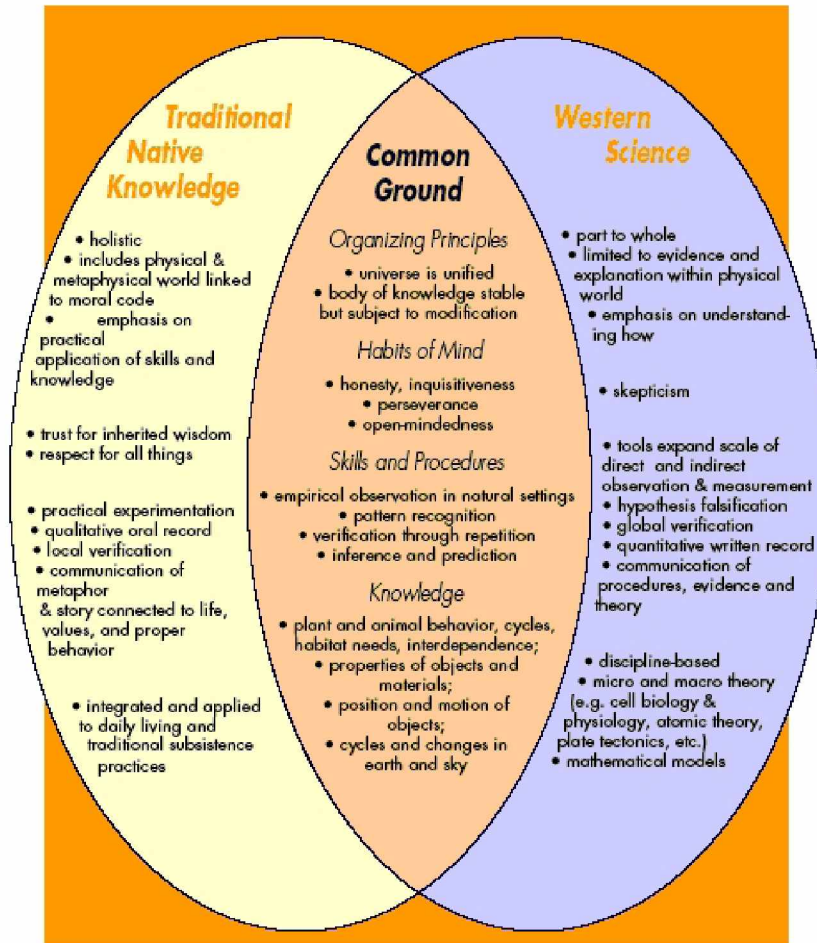 Traditional
Native
Knowledge
• holistic
• includes physical &
metaphysical world linked
to moral code
• emphasis on
practical
application of skills and
knowledge
• trust for inherited wisdom
• respect for all things
• practical experimentation
• qualitative oral record
• local verification
• communication of
metaphor
& story connected to life,
values, and proper
behavior
• integrated and applied
to daily living and
traditional subsistence
practices
Common
Ground
Organizing Principles
• universe is unified
• body of knowledge stable
but subject to modification
Habits of Mind
• honesty, inquisitiveness
• perseverance
• open-mindedness
Skills and Procedures
• empirical observation in natural settings
• pattern recognition
• verification through repetition
• inference and prediction
Knowledge
• plant and animal behavior, cycles,
habitat needs, interdependence;
• properties of objects and
materials;
• position and motion of
objects;
• cycles and changes in
earth and sky
Western
Science
• part to whole
• limited to evidence and
explanation within physical
world
• emphasis on understand-
ing how
• skepticism
• tools expand scale of
direct and indirect
observation & measurement
• hypothesis falsification
• global verification
• quantitative written record
• communication of
procedures, evidence and
theory
• discipline-based
• micro and macro theory
(e.g. cell biology &
physiology, atomic theory,
plate tectonics, etc.)
• mathematical models